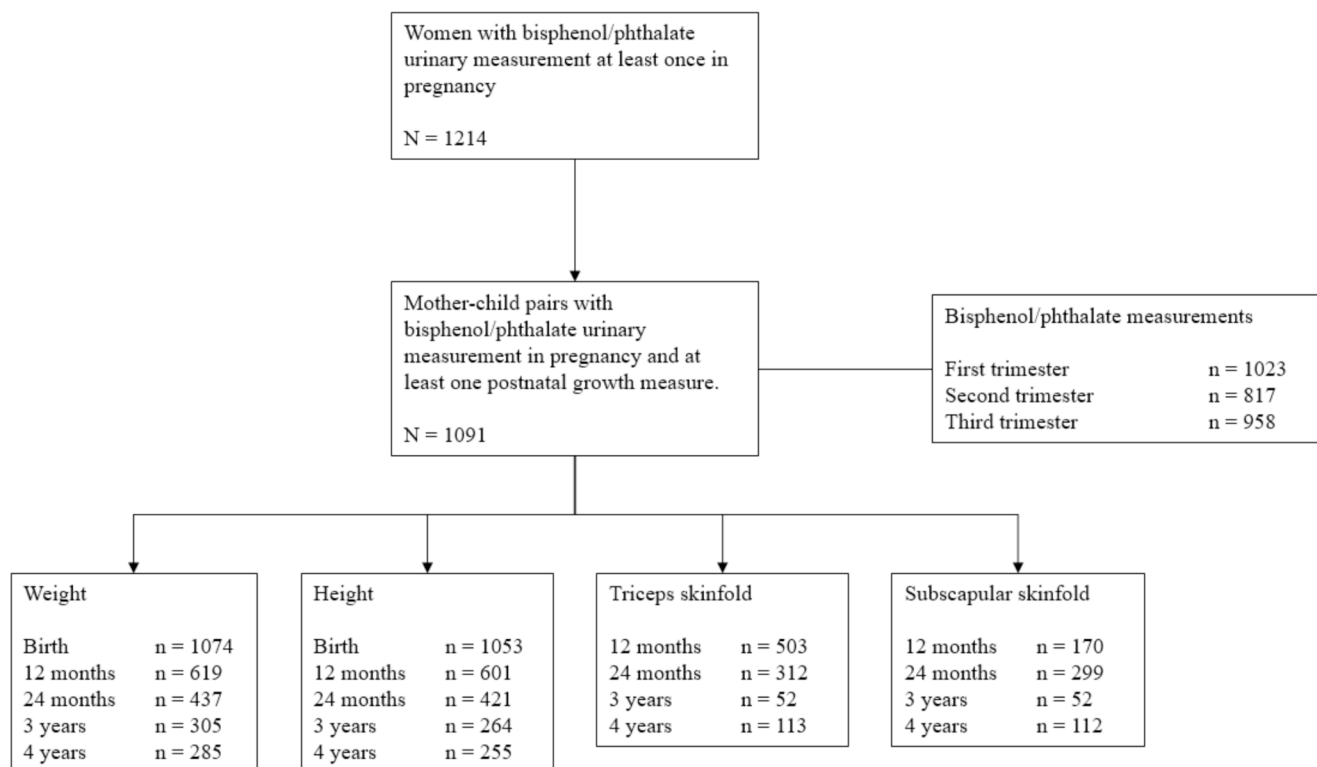 Women with bisphenol/phthalate
urinary measurement at least once in
pregnancy
N = 1214
Mother-child pairs with
bisphenol/phthalate urinary
measurement in pregnancy and at
least one postnatal growth measure.
N = 1091
Bisphenol/phthalate measurements
First trimester n = 1023
Second trimester n = 817
Third trimester n = 958
Weight
Birth n = 1074
12 months n = 619
24 months n = 437
3 years n = 305
4 years n = 285
Height
Birth n = 1053
12 months n = 601
24 months n = 421
3 years n = 264
4 years n = 255
Triceps skinfold
12 months n = 503
24 months n = 312
3 years n = 52
4 years n = 113
Subscapular skinfold
12 months n = 170
24 months n = 299
3 years n = 52
4 years n = 112